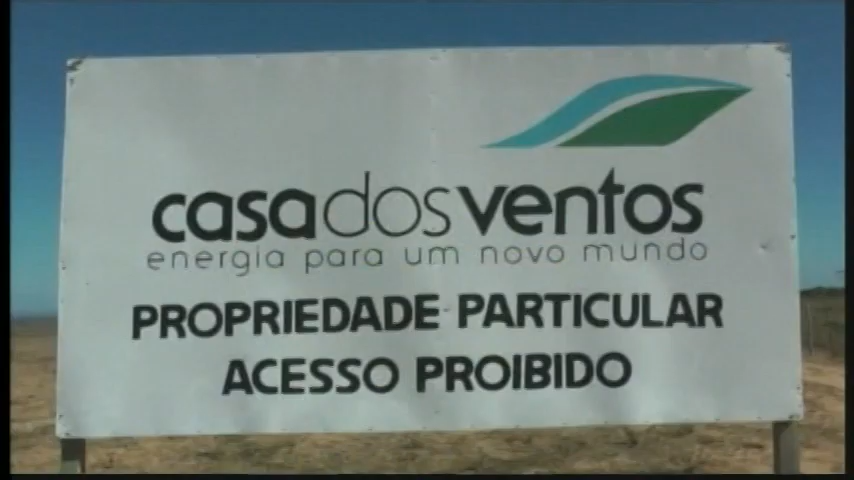 casadosventos
energia para um novo mundo
PROPRIEDADE PARTICULAR
ACESSO PROIBIDO